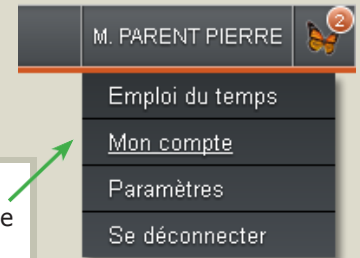 M. PARENT PIERRE 2
Emploi du temps
Mon compte
Paramètres
e
Se déconnecter